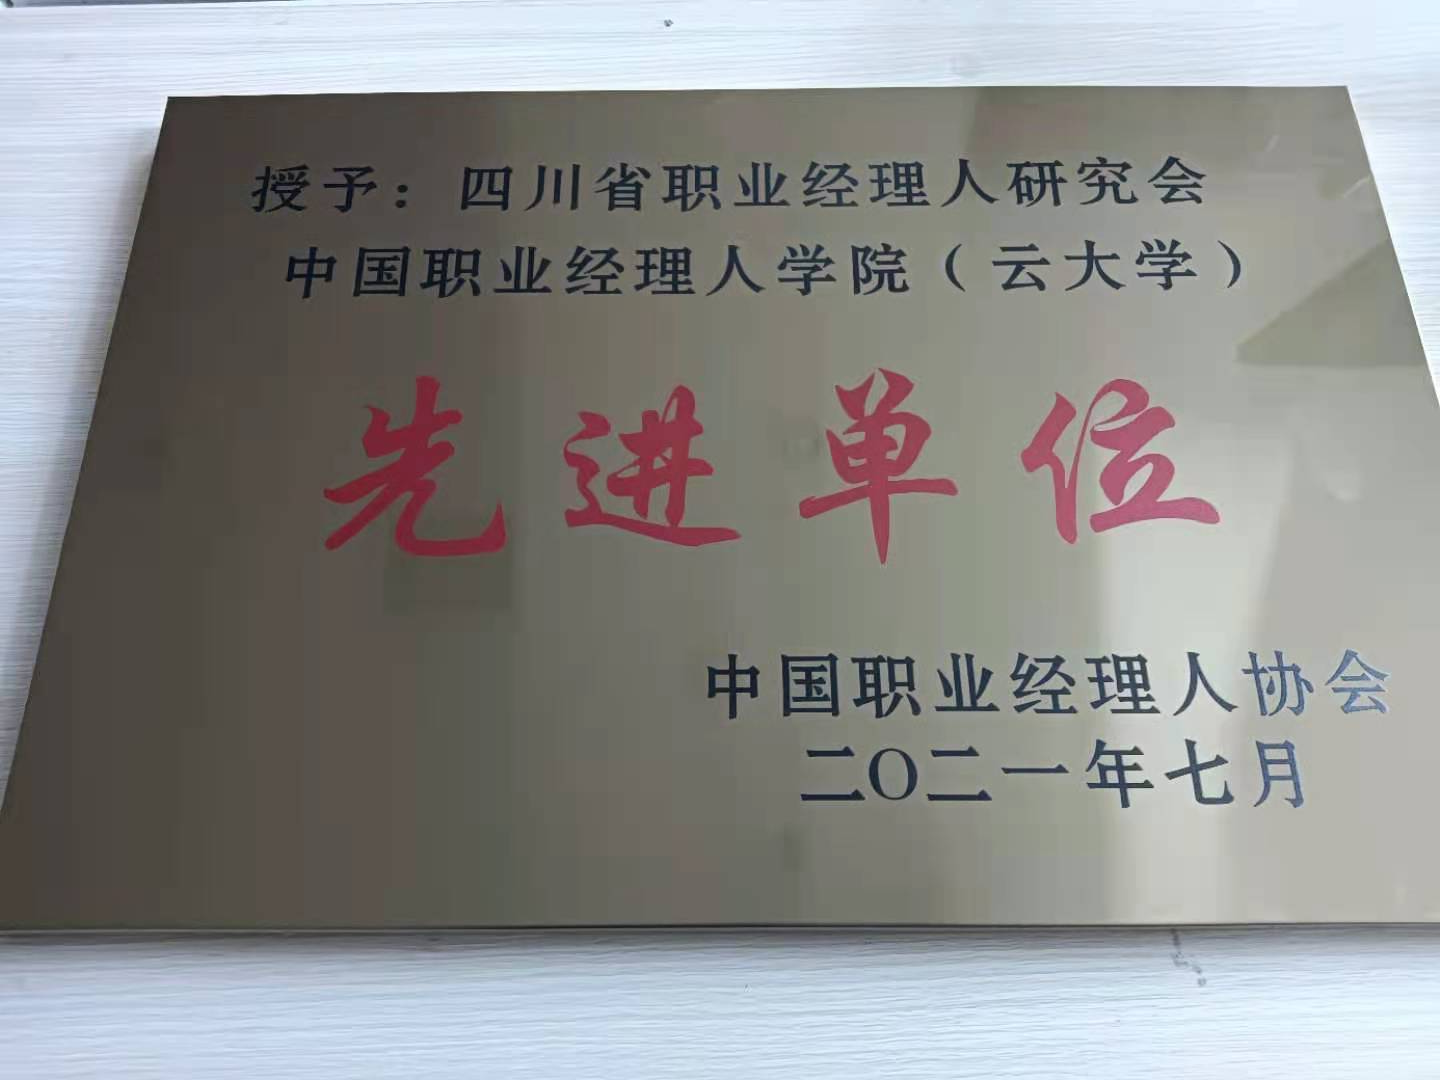 授予：四川省职业经理人研究会
中国职业经理人学院（云大学）
先进单位
中国职业经理人协会
二〇二一年七月